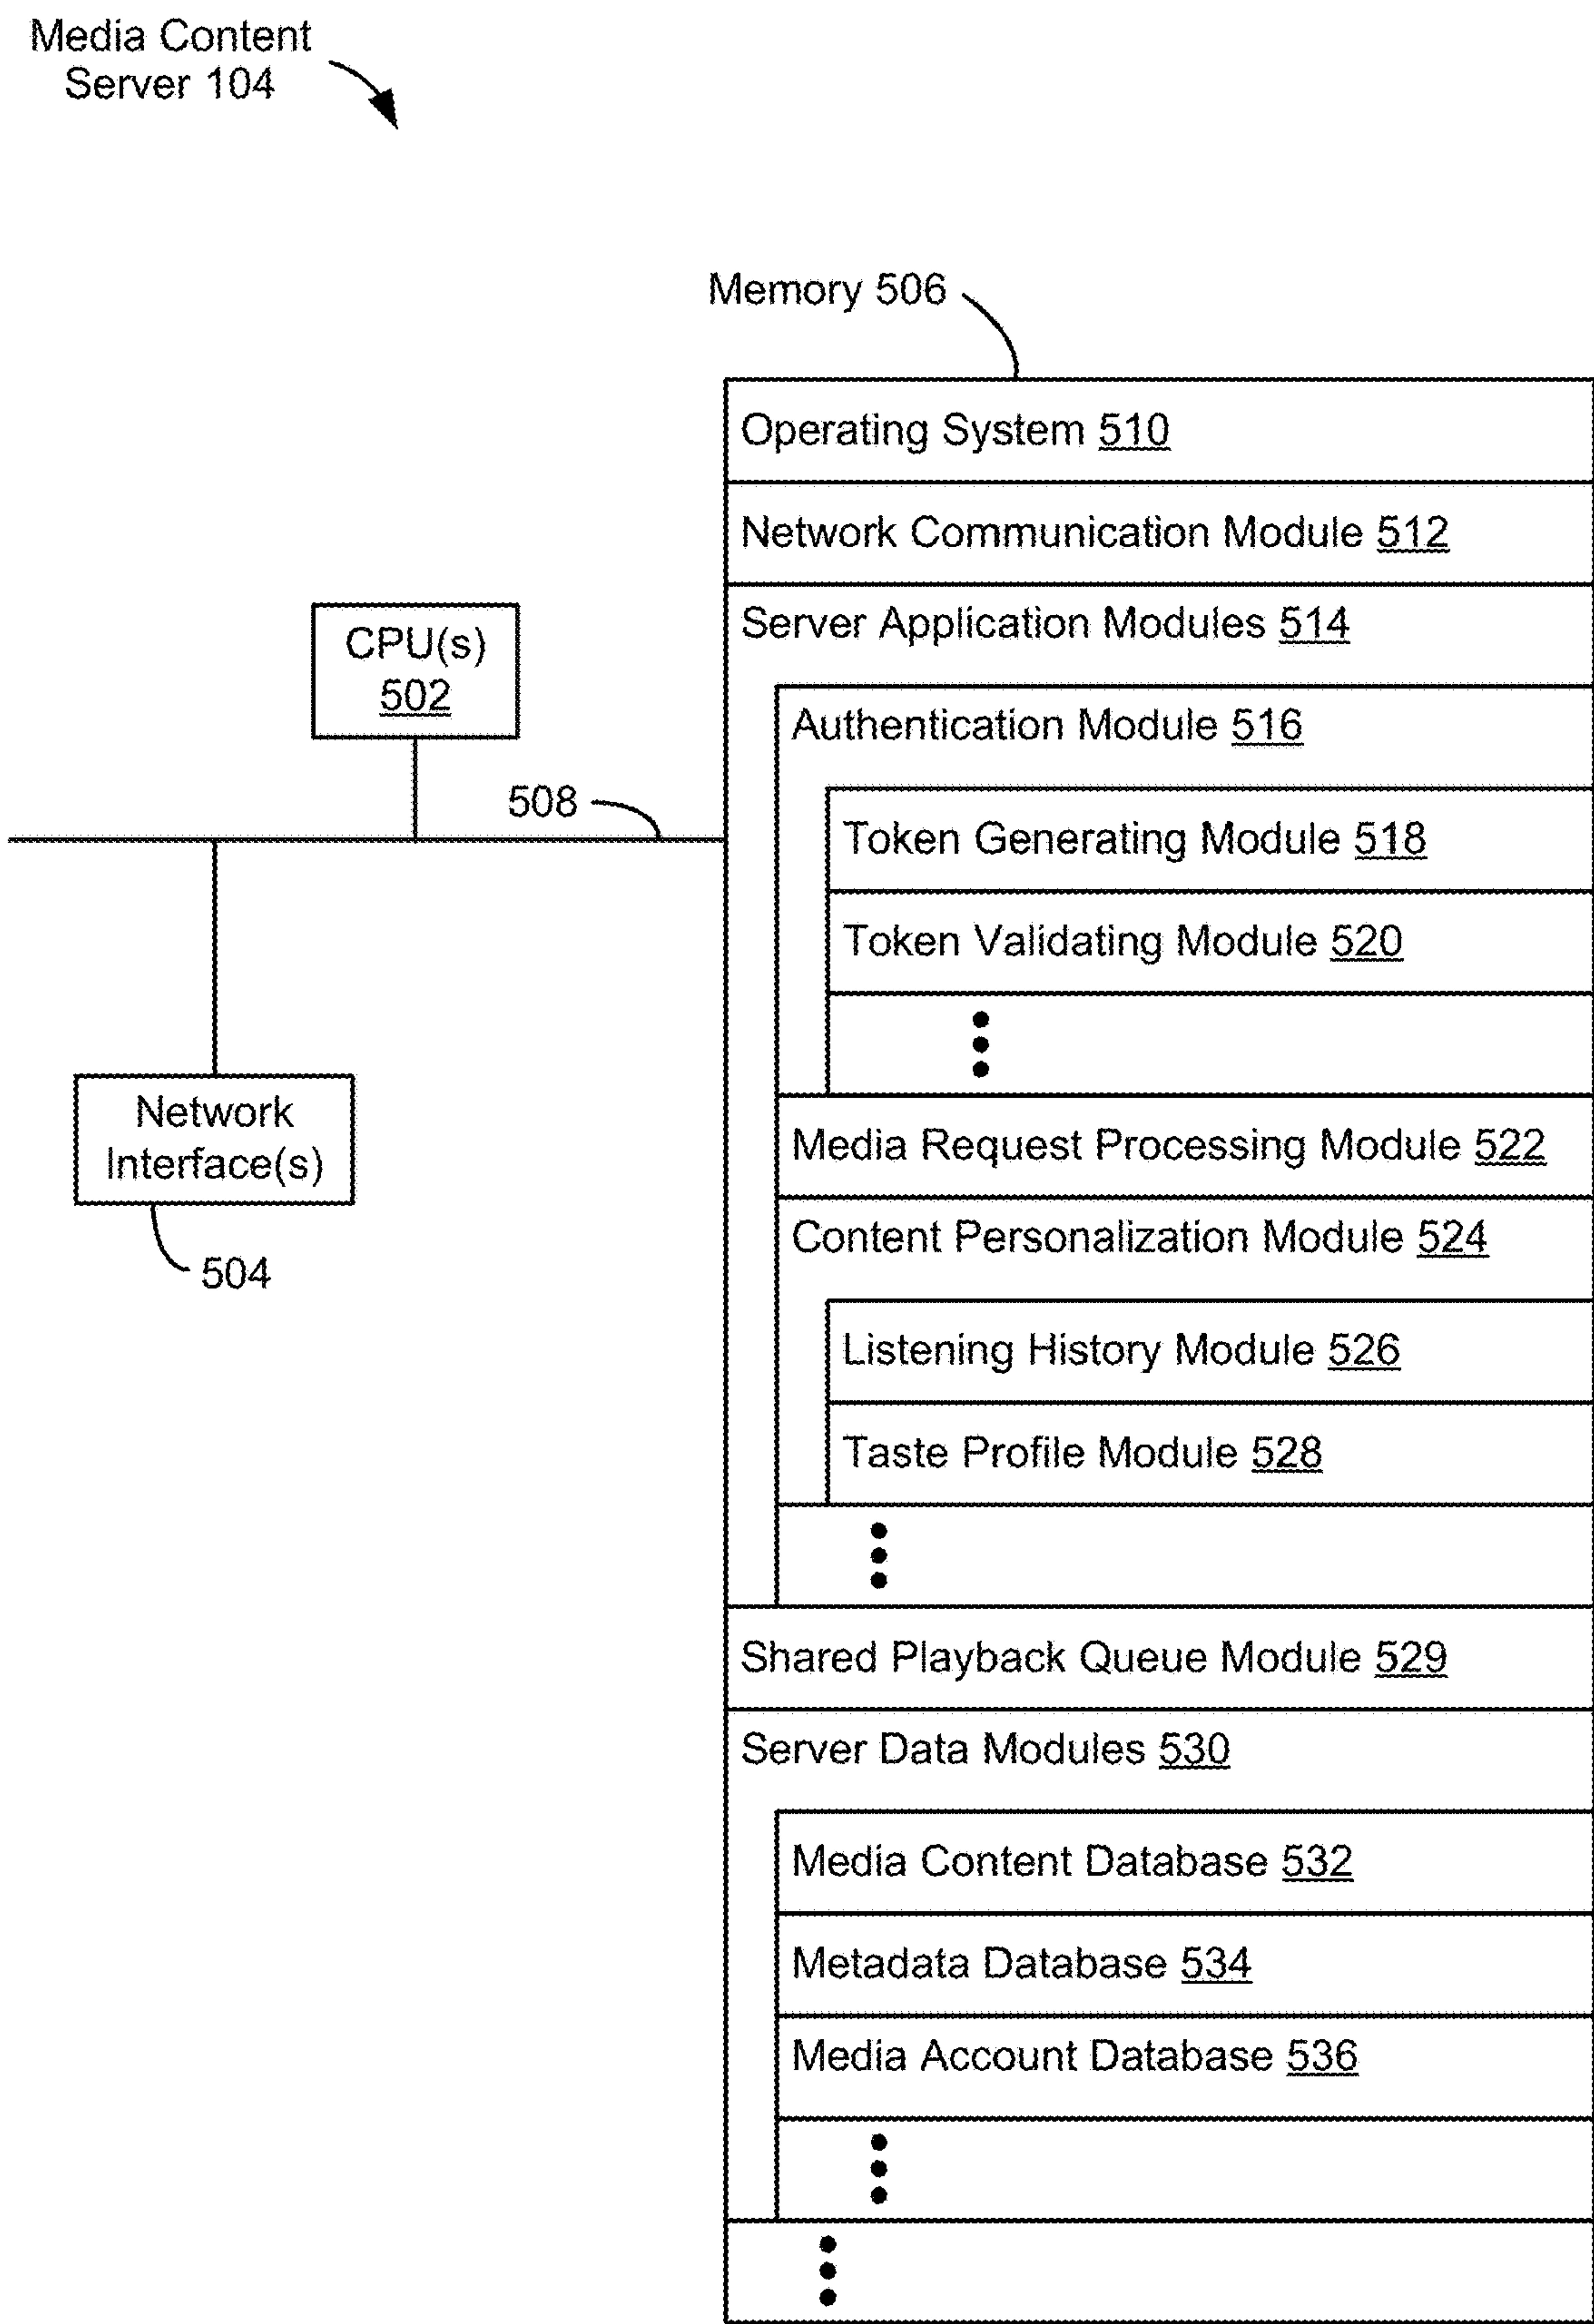 Media Content
Server 104
Memory 506
Operating System 510
Network Communication Module 512
Server Application Modules 514
CPU(s)
502
Authentication Module 516
508
Token Generating Module 518
Token Validating Module 520
Network
Interface(s)
504
Media Request Processing Module 522
Content Personalization Module 524
Listening History Module 526
Taste Profile Module 528
Shared Playback Queue Module 529
Server Data Modules 530
Media Content Database 532
Metadata Database 534
Media Account Database 536